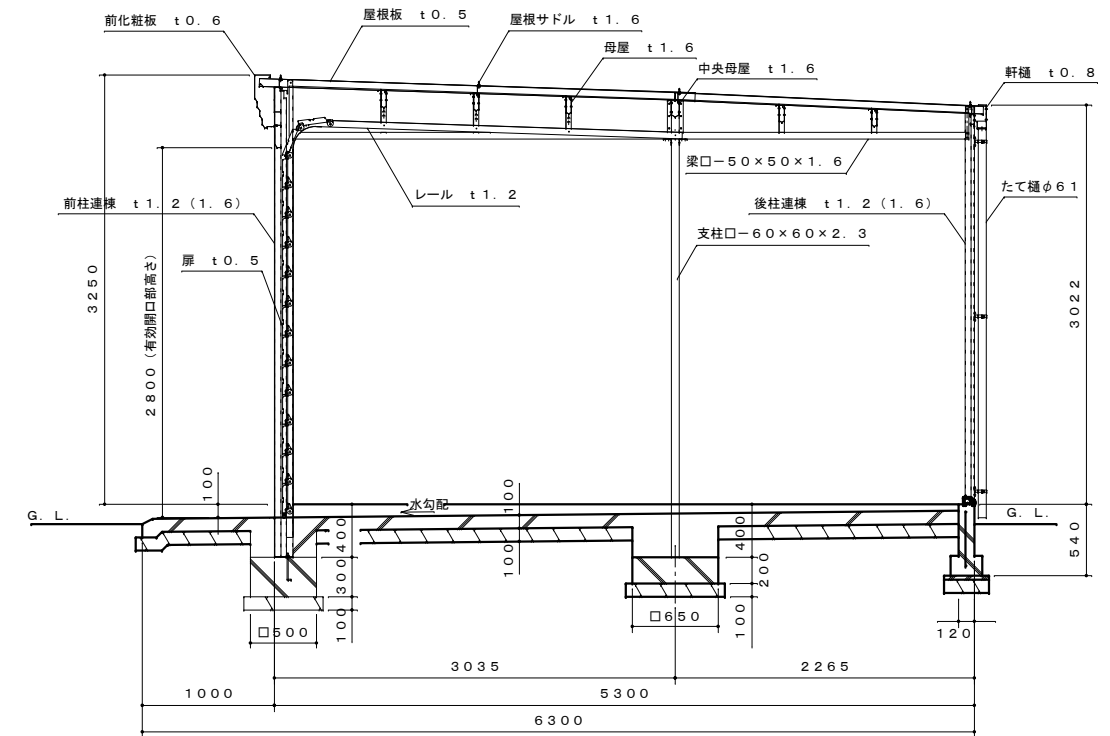 前化粧板 ｔ０．６
屋根板 ｔ０．５
屋根サドル ｔ１．６
母屋 ｔ１．６
中央母屋 ｔ１．６
軒樋 ｔ０．８
梁口－５０×５０×１．６
レール ｔ１．２
たて樋φ６１
前柱連棟 ｔ１．２（１．６）
後柱連棟 ｔ１．２（１．６）
支柱口－６０×６０×２．３
扉 ｔ０．５
３２５０
２８００（有効開口部高さ）
３０２２
１００
水勾配
１００
Ｇ．Ｌ．
Ｇ．Ｌ．
４００
３００
１００
１００
４００
２００
１００
５４０
□５００
□６５０
１２０
３０３５
２２６５
１０００
５３００
６３００